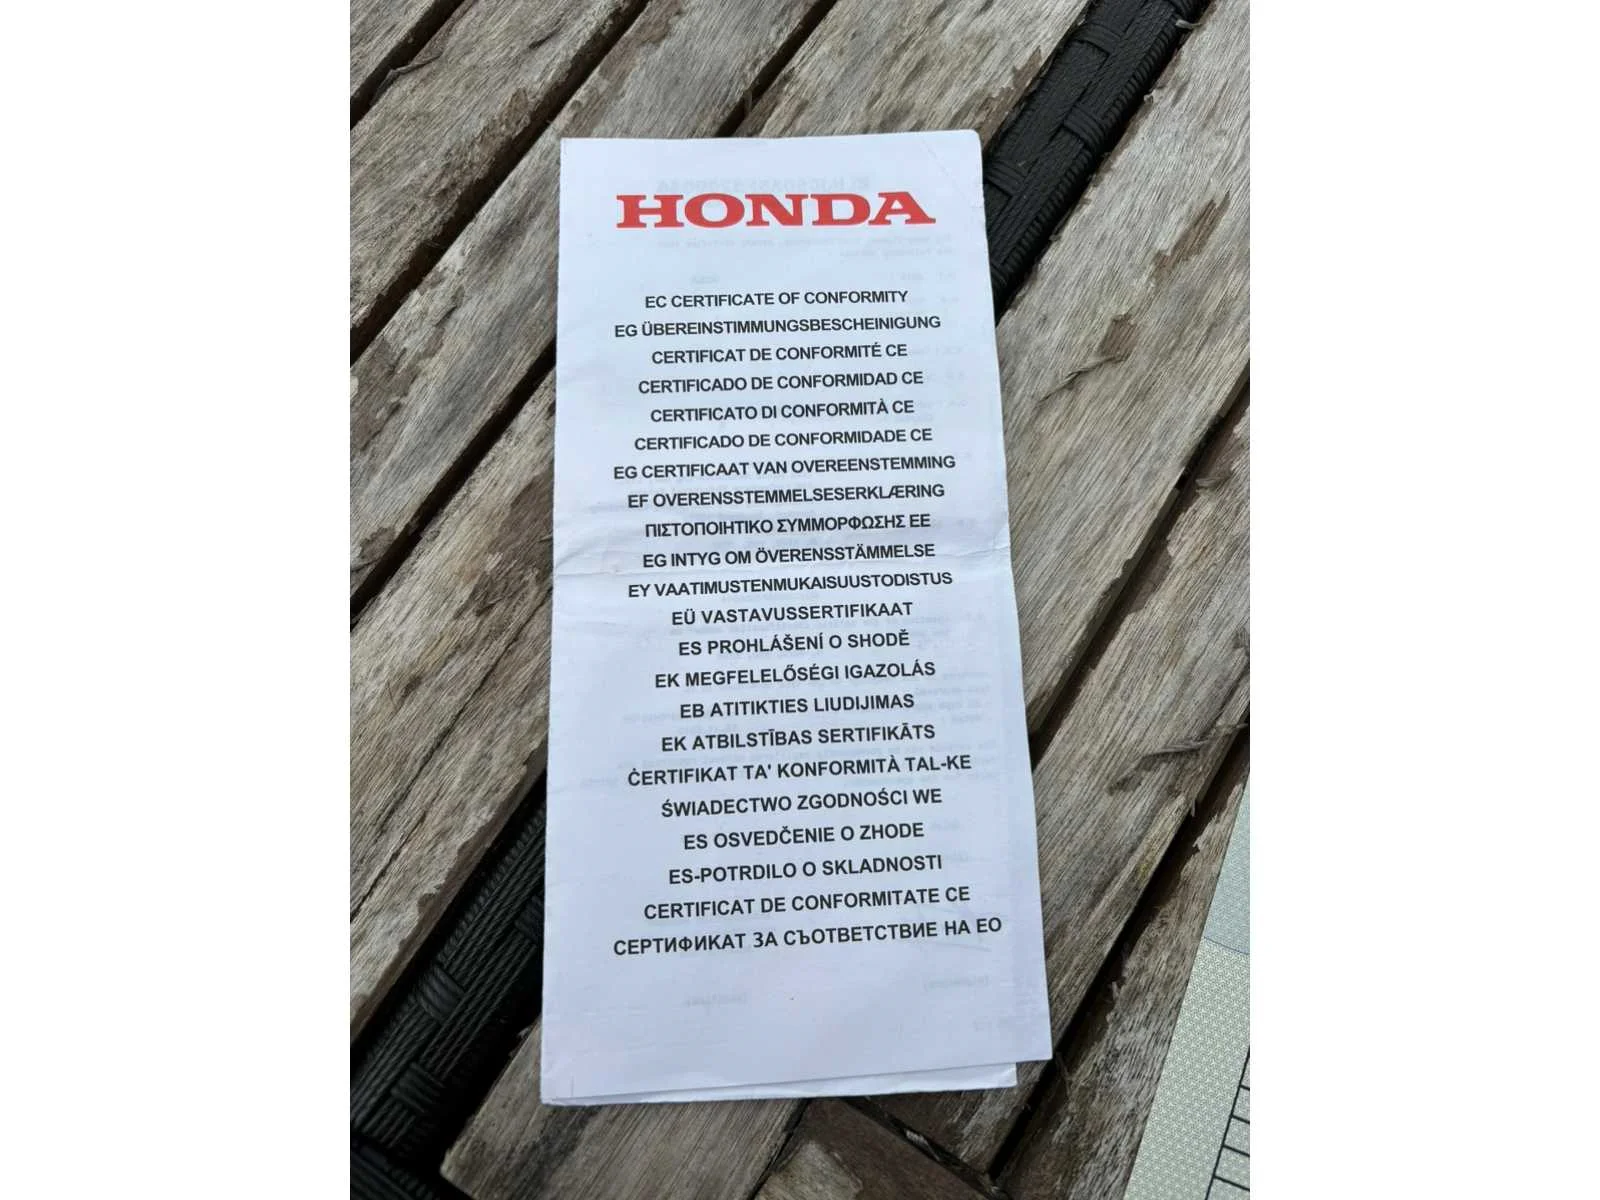 HONDA
EC CERTIFICATE OF CONFORMITY
EG ÜBEREINSTIMMUNGSBESCHEINIGUNG
CERTIFICAT DE CONFORMITÉ CE
CERTIFICADO DE CONFORMIDAD CE
CERTIFICATO DI CONFORMITÀ CE
CERTIFICADO DE CONFORMIDADE CE
EG CERTIFICAAT VAN OVEREENSTEMMING
EF OVERENSSTEMMELSESERKLÆRING
ΠΙΣΤΟΠΟΙΗΤΙΚΟ ΣΥΜΜΟΡΦΩΣΗΣ ΕΕ
EG INTYG OM ÖVERENSSTÄMMELSE
EY VAATIMUSTENMUKAISUUSTODISTUS
EÜ VASTAVUSSERTIFIKAAT
ES PROHLÁŠENÍ O SHODĚ
EK MEGFELELŐSÉGI IGAZOLÁS
EB ATITIKTIES LIUDIJIMAS
EK ATBILSTĪBAS SERTIFIKĀTS
ĊERTIFIKAT TA' KONFORMITÀ TAL-KE
ŚWIADECTWO ZGODNOŚCI WE
ES OSVEDČENIE O ZHODE
ES-POTRDILO O SKLADNOSTI
CERTIFICAT DE CONFORMITATE CE
СЕРТИФИКАТ ЗА СЪОТВЕТСТВИЕ НА ЕО